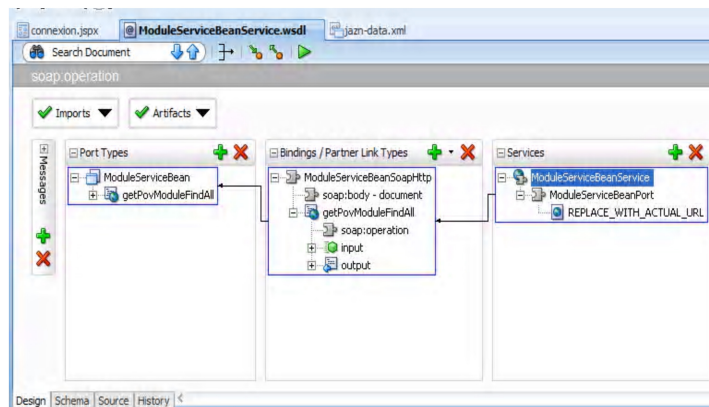 connexion.jspx
ModuleServiceBeanService.wsdl
jazn-data.xml
Search Document
soap:operation
Imports
Artifacts
Messages
Port Types
ModuleServiceBean
getPovModuleFindAll
Bindings / Partner Link Types
ModuleServiceBeanSoapHttp
soap:body - document
getPovModuleFindAll
soap:operation
input
output
Services
ModuleServiceBeanService
ModuleServiceBeanPort
REPLACE_WITH_ACTUAL_URL
Design Schema Source History